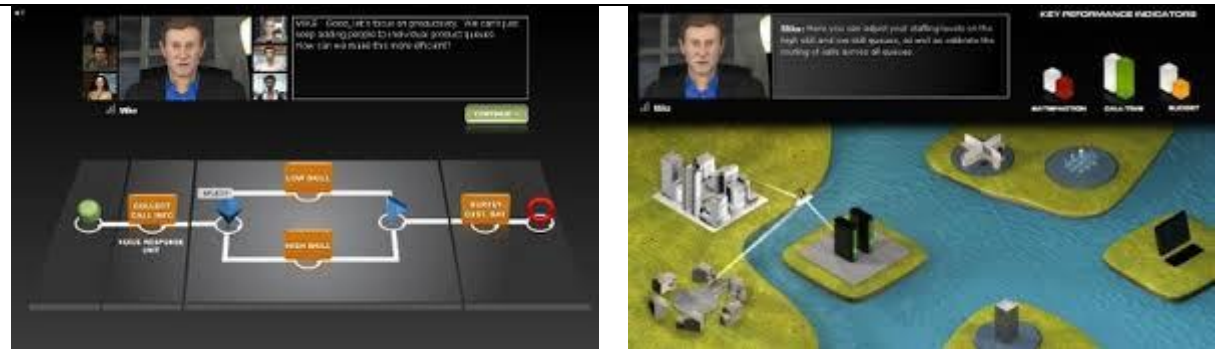 MIKE: Good, let's focus on productivity. We can't just
keep adding people to individual product queues.
How can we make this more efficient?
Mike
CONTINUE
LOW SKILL
COLLECT
CALL INFO
VOICE RESPONSE
UNIT
HIGH SKILL
SURVEY
CUST. SAT
KEY PERFORMANCE INDICATORS
Mike: Here you can adjust your staffing levels on the
high skill and low skill queues, as well as calibrate the
routing of calls across all queues.
Mike
SATISFACTION
CALL-TIME
BUDGET